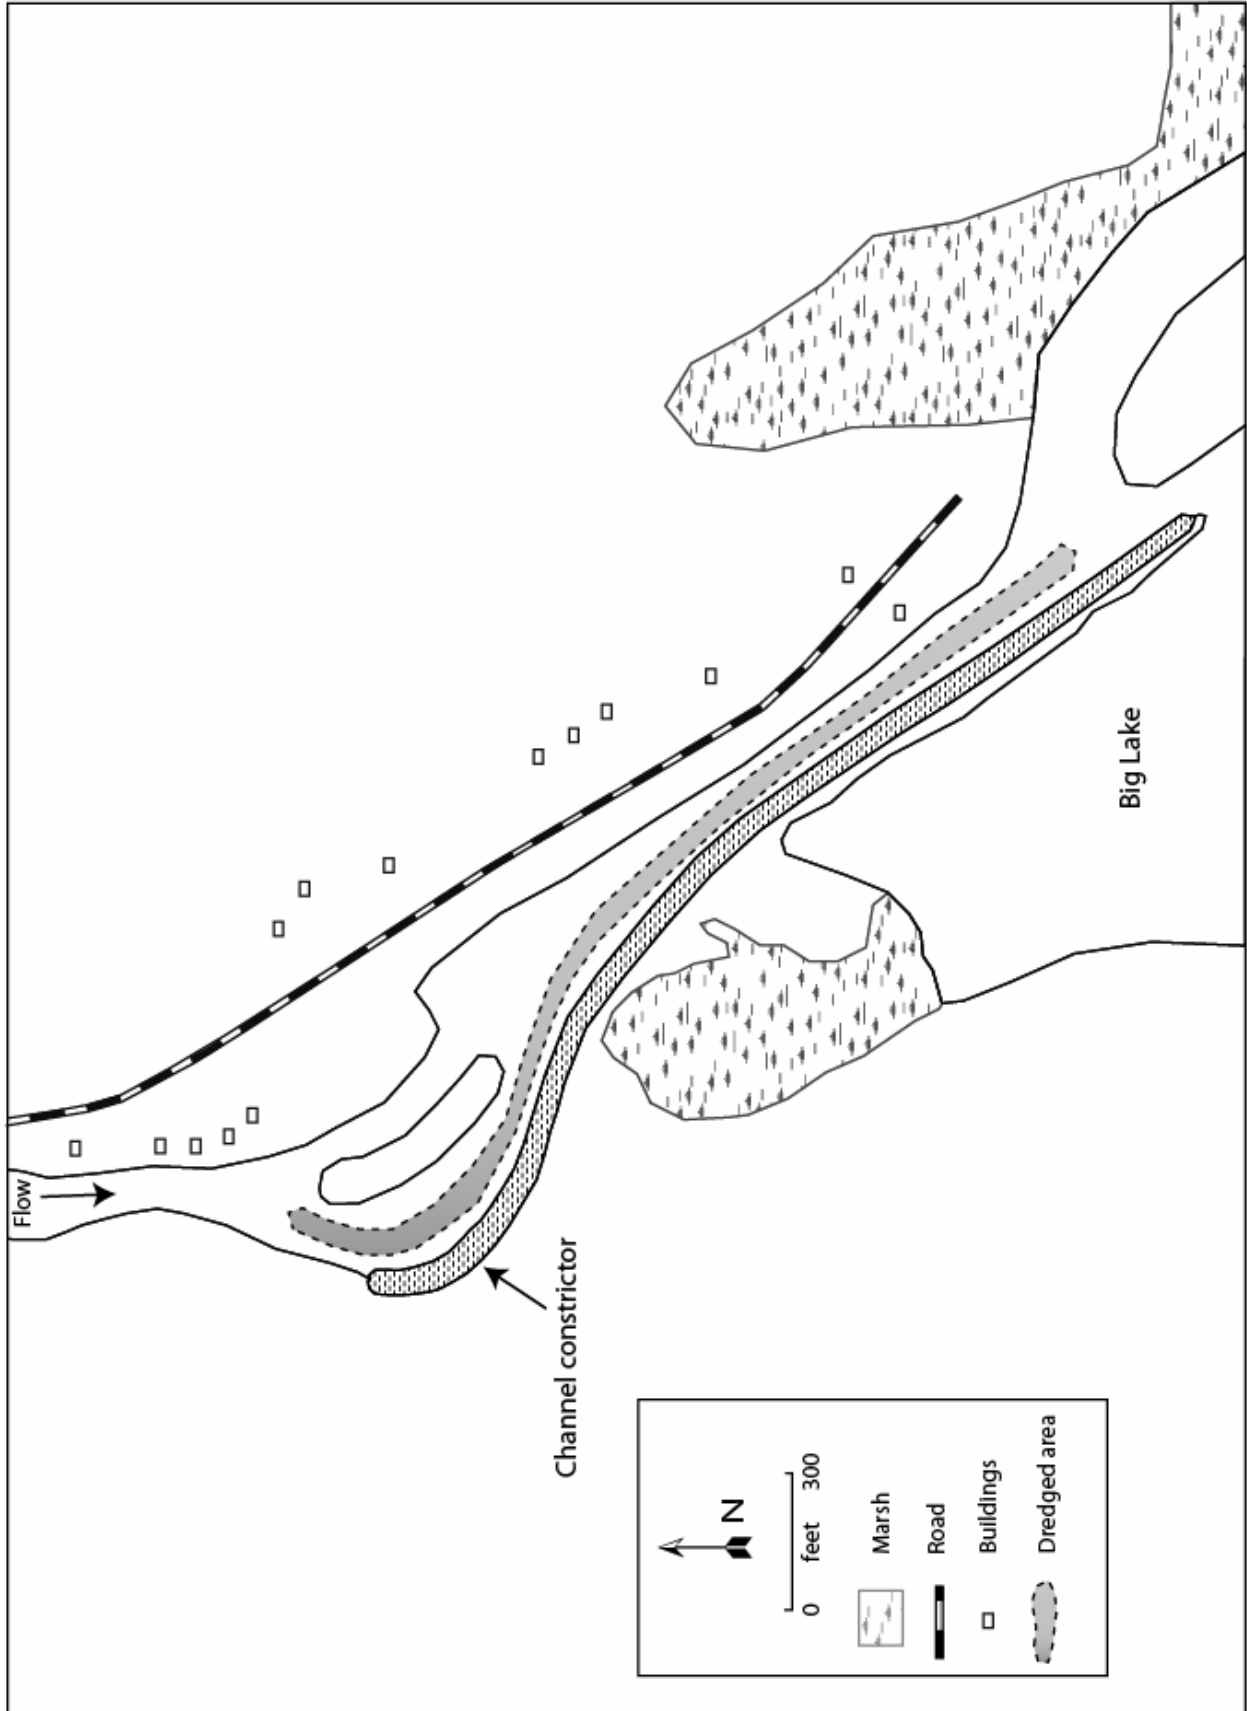 Flow
Channel constrictor
Big Lake
N
0 feet 300
Marsh
Road
Buildings
Dredged area